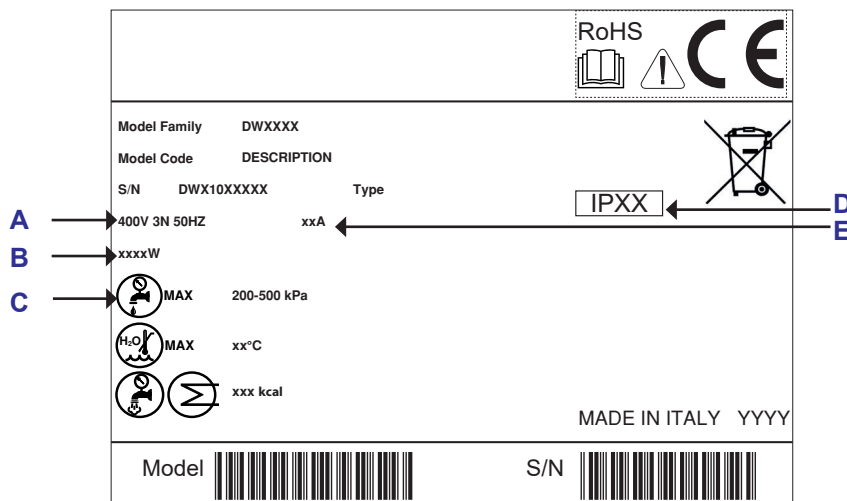 RoHS
CE
Model Family DWXXXX
Model Code DESCRIPTION
S/N DWX10XXXXX Type
IPXX
D
A 400V 3N 50HZ xxA
E
B xxxxW
C MAX 200-500 kPa
H₂O MAX xx°C
xxx kcal
MADE IN ITALY YYYY
Model S/N